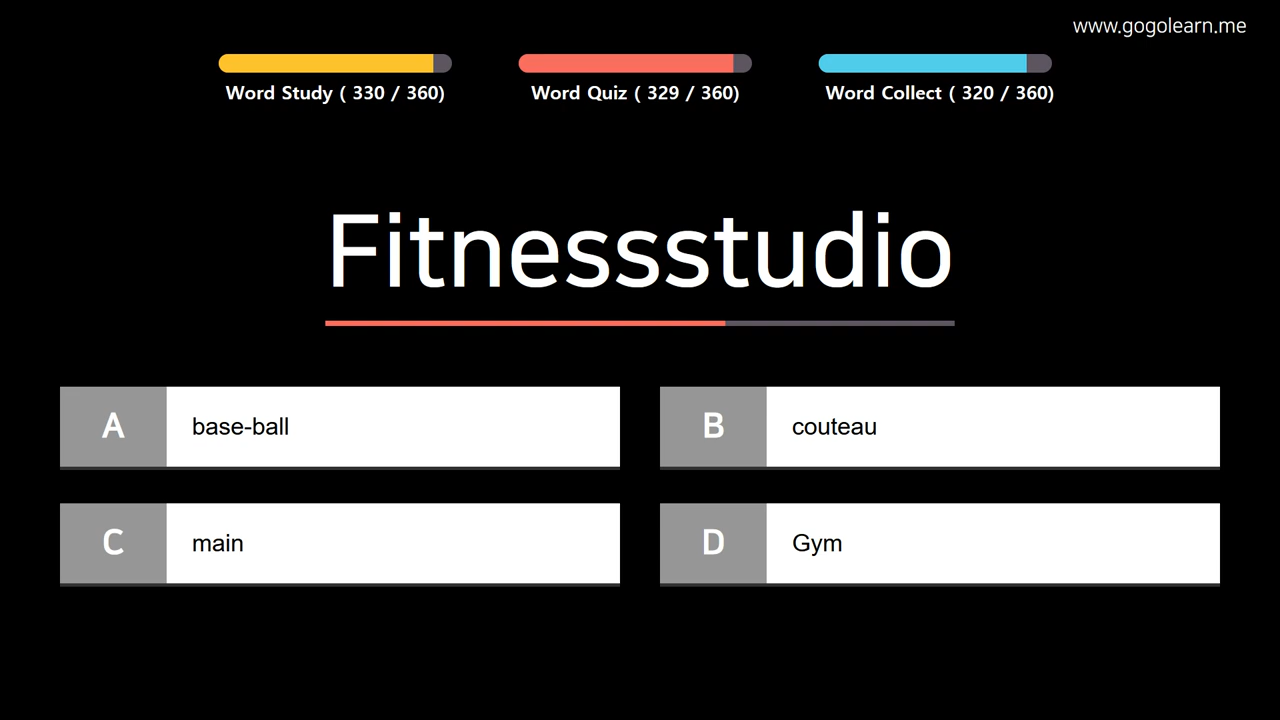 www.gogolearn.me
Word Study ( 330 / 360)
Word Quiz ( 329 / 360)
Word Collect ( 320 / 360)
Fitnessstudio
A base-ball
B couteau
C main
D Gym